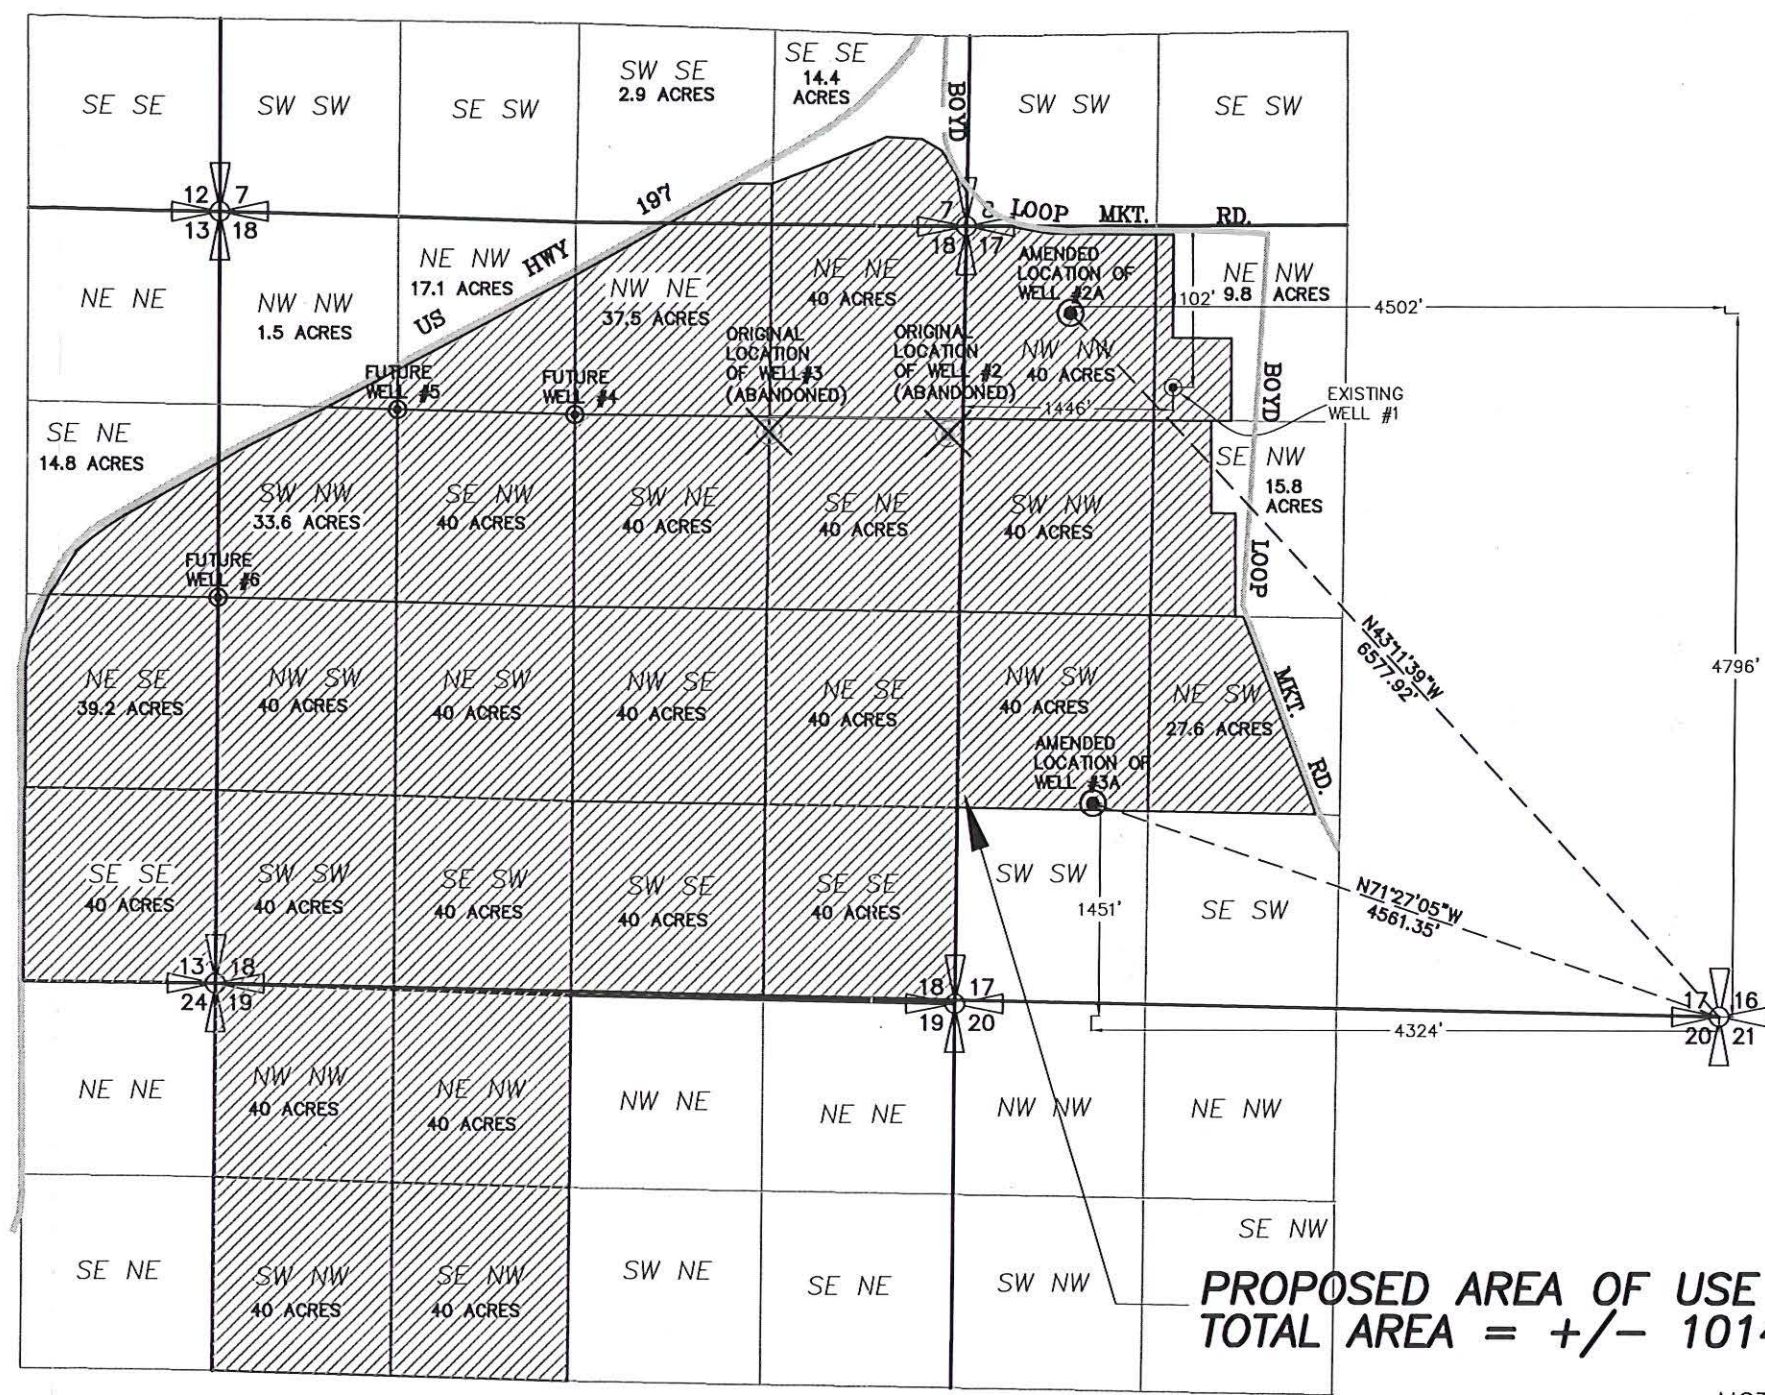 SE SE
SW SW
SE SW
SW SE
2.9 ACRES
SE SE
14.4
ACRES
BOYD
SW SW
SE SW
12 7
13 18
US HWY 197
7 8
18 17
LOOP MKT. RD.
NE NE
NW NW
1.5 ACRES
NE NW
17.1 ACRES
NW NE
37.5 ACRES
NE NE
40 ACRES
AMENDED
LOCATION OF
WELL #2A
NW NW
40 ACRES
102'
NE NW
9.8 ACRES
4502'
FUTURE
WELL #5
FUTURE
WELL #4
ORIGINAL
LOCATION
OF WELL#3
(ABANDONED)
ORIGINAL
LOCATION
OF WELL #2
(ABANDONED)
1446'
EXISTING
WELL #1
BOYD LOOP MKT. RD.
SE NE
14.8 ACRES
SW NW
33.6 ACRES
SE NW
40 ACRES
SW NE
40 ACRES
SE NE
40 ACRES
SW NW
40 ACRES
SE NW
15.8
ACRES
FUTURE
WELL #6
N43°11'39"W
6577.92'
4796'
NE SE
39.2 ACRES
NW SW
40 ACRES
NE SW
40 ACRES
NW SE
40 ACRES
NE SE
40 ACRES
NW SW
40 ACRES
NE SW
27.6 ACRES
AMENDED
LOCATION OF
WELL #3A
SE SE
40 ACRES
SW SW
40 ACRES
SE SW
40 ACRES
SW SE
40 ACRES
SE SE
40 ACRES
SW SW
1451'
SE SW
N71°27'05"W
4561.35'
13 18
24 19
18 17
19 20
17 16
20 21
4324'
NE NE
NW NW
40 ACRES
NE NW
40 ACRES
NW NE
NE NE
NW NW
NE NW
SE NE
SW NW
40 ACRES
SE NW
40 ACRES
SW NE
SE NE
SW NW
SE NW
PROPOSED AREA OF USE
TOTAL AREA = +/- 101